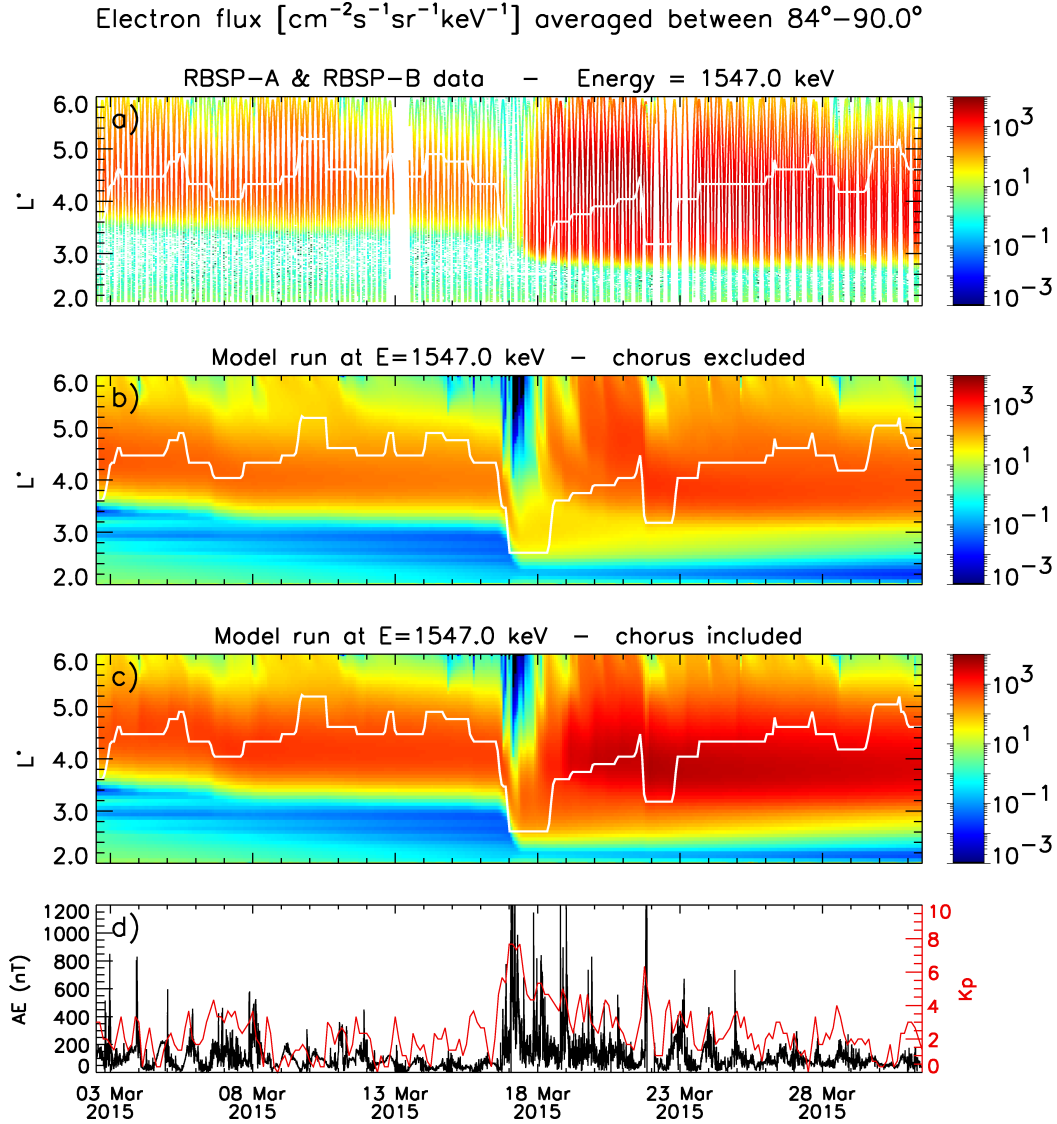 Electron flux [cm⁻²s⁻¹sr⁻¹keV⁻¹] averaged between 84°−90.0°
RBSP−A & RBSP−B data − Energy = 1547.0 keV
a)
6.0
5.0
4.0
3.0
2.0
L*
10³
10¹
10⁻¹
10⁻³
Model run at E=1547.0 keV − chorus excluded
b)
6.0
5.0
4.0
3.0
2.0
L*
10³
10¹
10⁻¹
10⁻³
Model run at E=1547.0 keV − chorus included
c)
6.0
5.0
4.0
3.0
2.0
L*
10³
10¹
10⁻¹
10⁻³
d)
1200
1000
800
600
400
200
0
AE (nT)
10
8
6
4
2
0
Kp
03 Mar 08 Mar 13 Mar 18 Mar 23 Mar 28 Mar
2015 2015 2015 2015 2015 2015